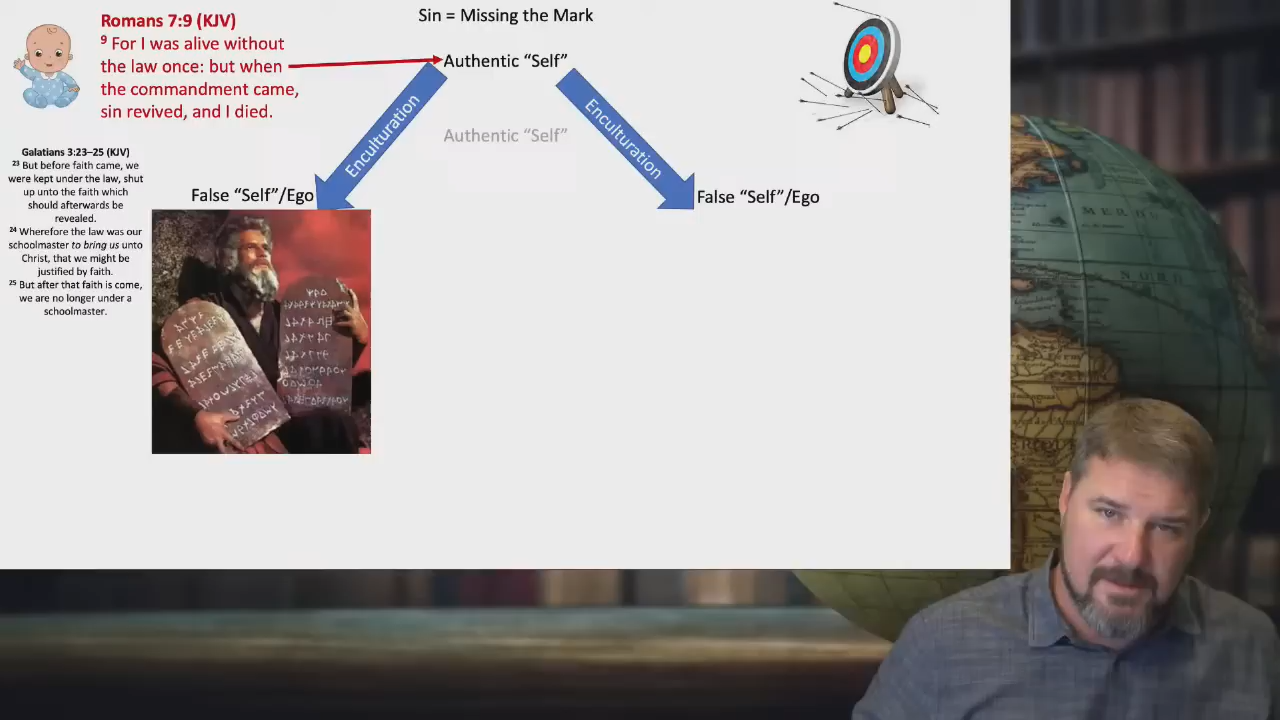 Sin = Missing the Mark
Romans 7:9 (KJV)
9 For I was alive without
the law once: but when
the commandment came,
sin revived, and I died.
Authentic “Self”
Enculturation
Enculturation
Authentic “Self”
Galatians 3:23–25 (KJV)
23 But before faith came, we
were kept under the law, shut
up unto the faith which
should afterwards be
revealed.
24 Wherefore the law was our
schoolmaster to bring us unto
Christ, that we might be
justified by faith.
25 But after that faith is come,
we are no longer under a
schoolmaster.
False “Self”/Ego
False “Self”/Ego